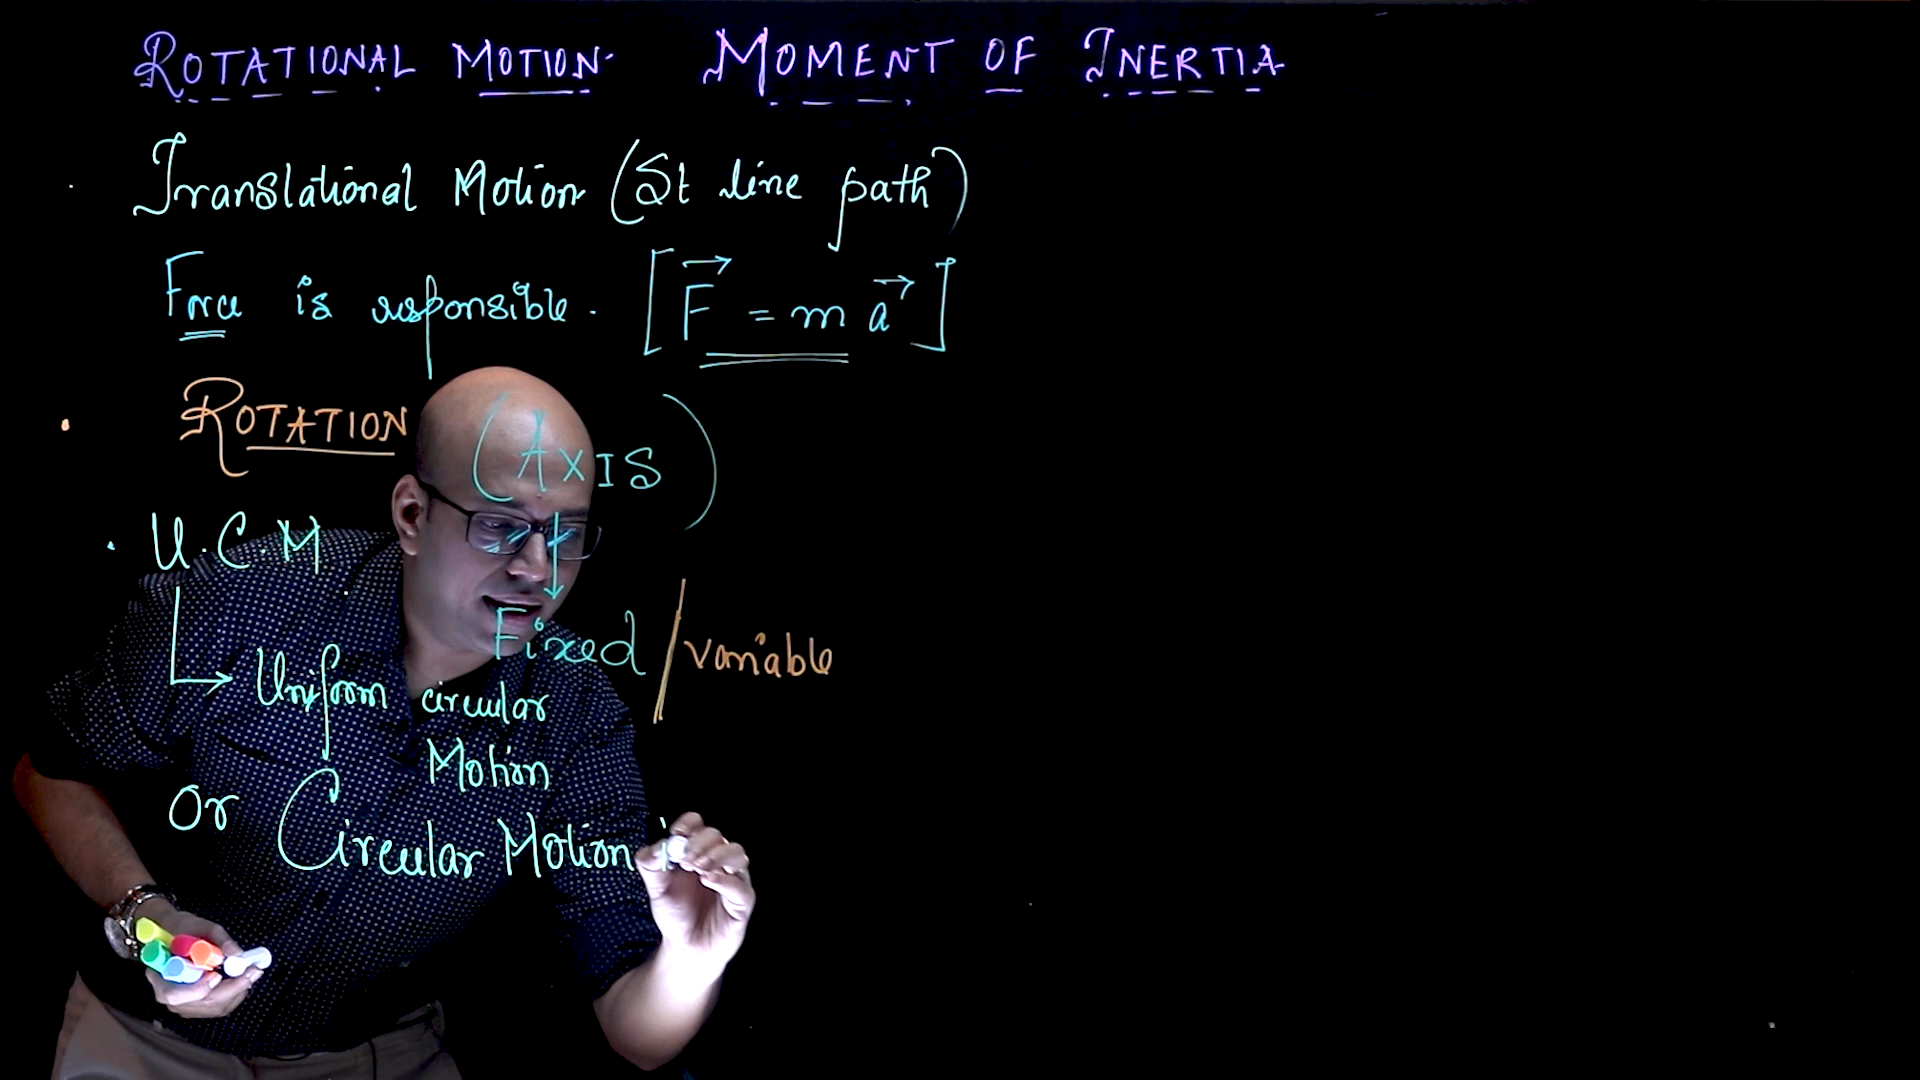 ROTATIONAL MOTION. MOMENT OF INERTIA
Translational Motion (St line path)
Force is responsible. [F⃗ = m a⃗]
ROTATION (AXIS)
U.C.M
Fixed / variable
Uniform circular
Motion
Or Circular Motion i